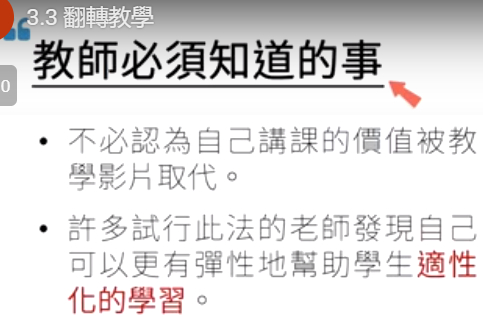 3.3 翻轉教學
教師必須知道的事
0
• 不必認為自己講課的價值被教
學影片取代。
• 許多試行此法的老師發現自己
可以更有彈性地幫助學生適性
化的學習。